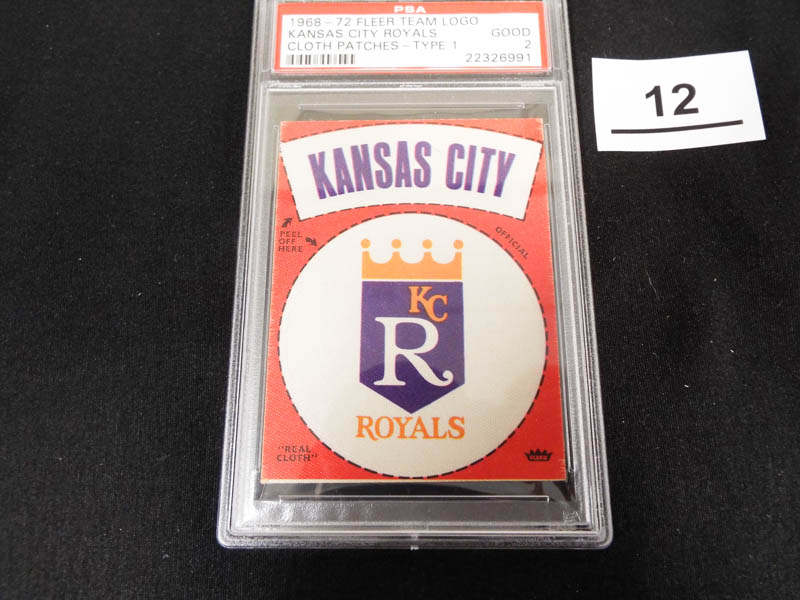 PSA
1968-72 FLEER TEAM LOGO
KANSAS CITY ROYALS GOOD
CLOTH PATCHES-TYPE 1 2
22326991
12
KANSAS CITY
PEEL
OFF
HERE
OFFICIAL
KC
R
ROYALS
"REAL
CLOTH"
FLEER